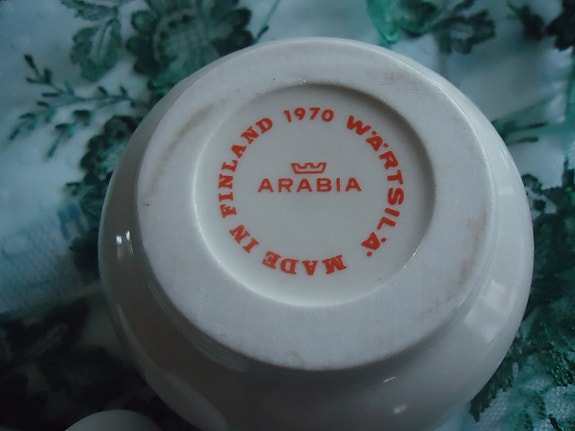 MADE IN FINLAND 1970 WÄRTSILÄ
ARABIA